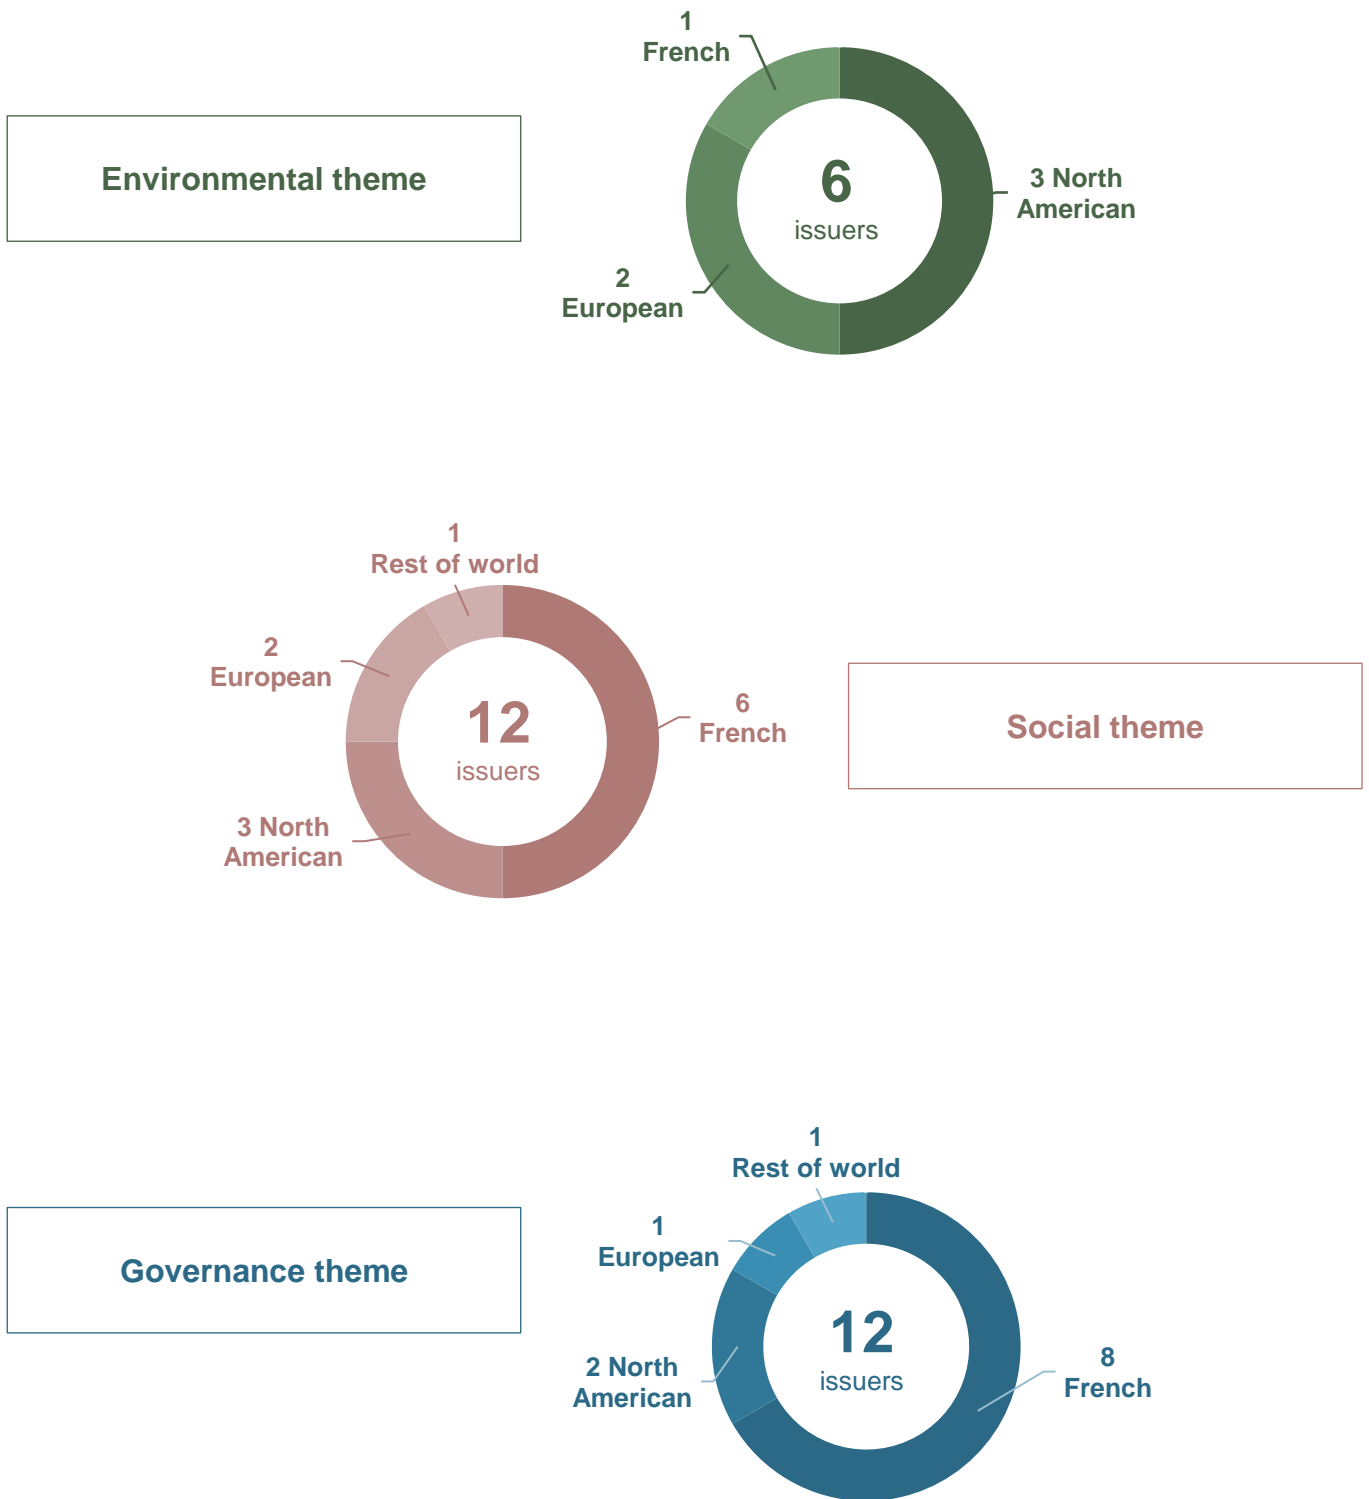 1
French
Environmental theme
6
issuers
3 North
American
2
European
1
Rest of world
2
European
12
issuers
6
French
Social theme
3 North
American
1
Rest of world
1
European
Governance theme
12
issuers
2 North
American
8
French